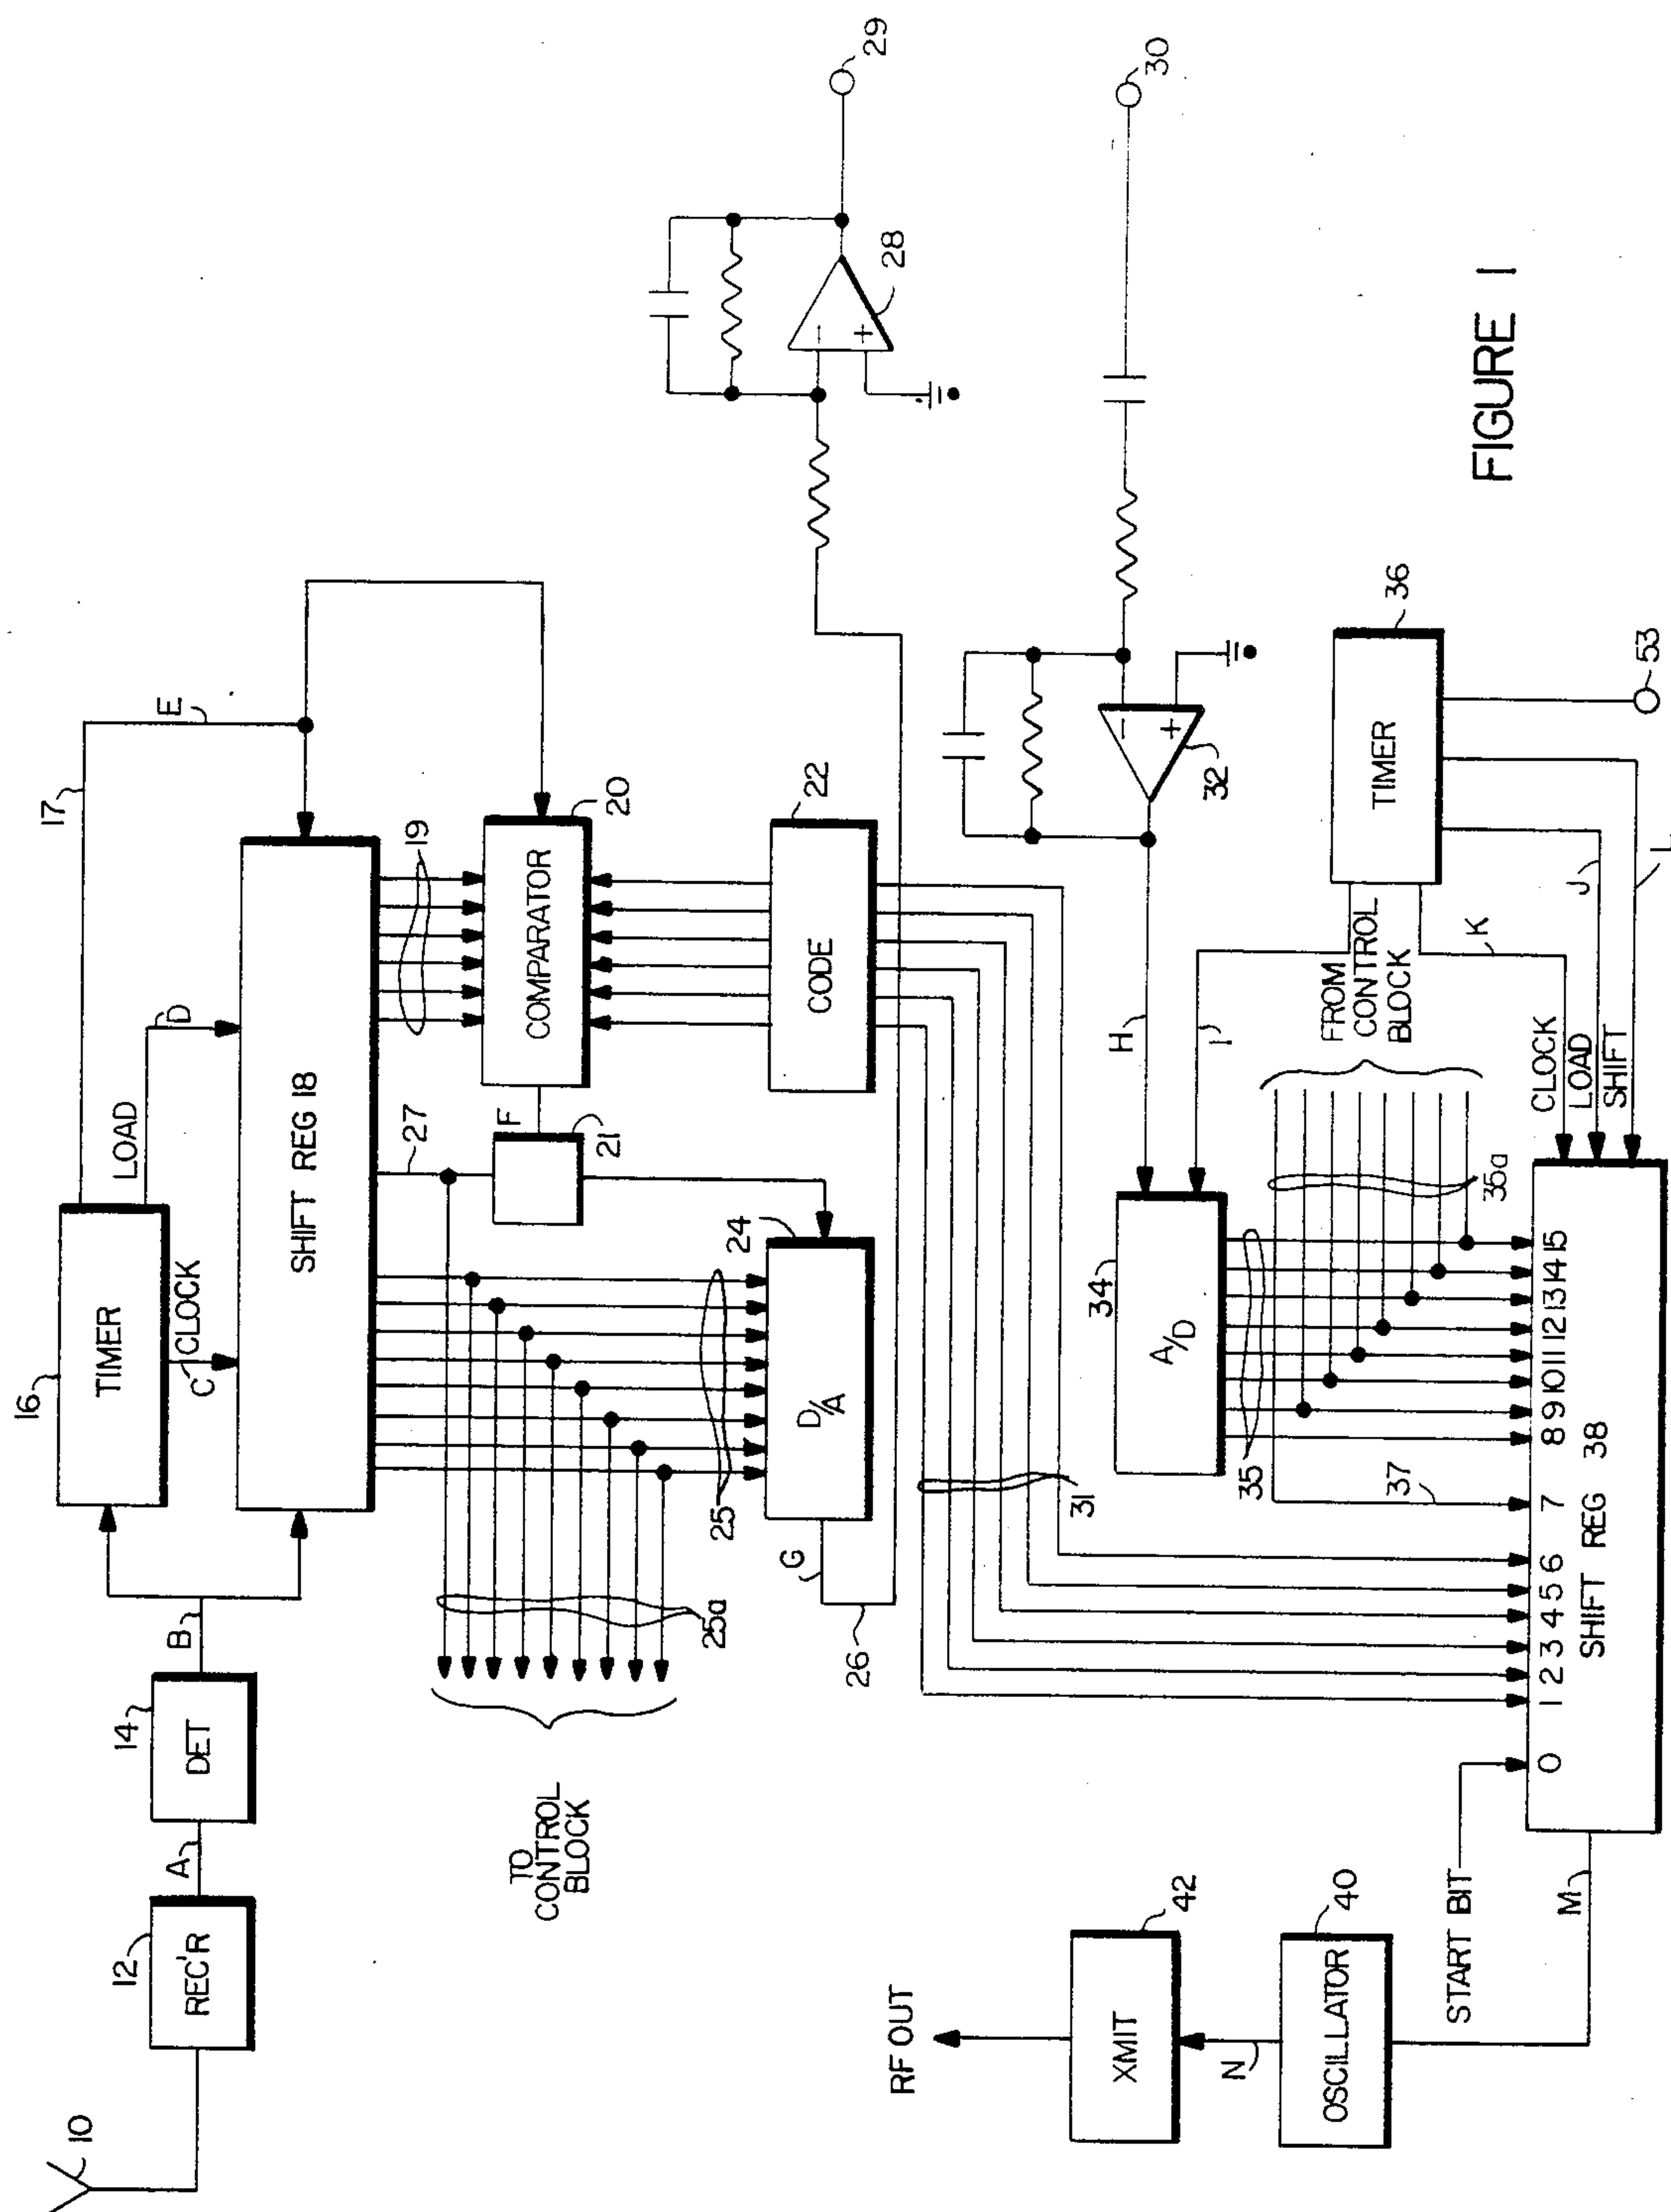 10
12
REC'R
A
14
DET
B
16
TIMER
C
CLOCK
LOAD
D
17
E
SHIFT REG 18
19
COMPARATOR
20
F
21
27
CODE
22
24
D/A
25
25a
TO
CONTROL
BLOCK
G
26
28
−
+
29
30
31
−
+
32
H
I
34
A/D
35
35a
FROM
CONTROL
BLOCK
TIMER
36
53
K
J
L
CLOCK
LOAD
SHIFT
37
0 1 2 3 4 5 6 7 8 9 10 11 12 13 14 15
SHIFT REG 38
START BIT
M
OSCILLATOR
40
N
XMIT
42
RF OUT
FIGURE 1